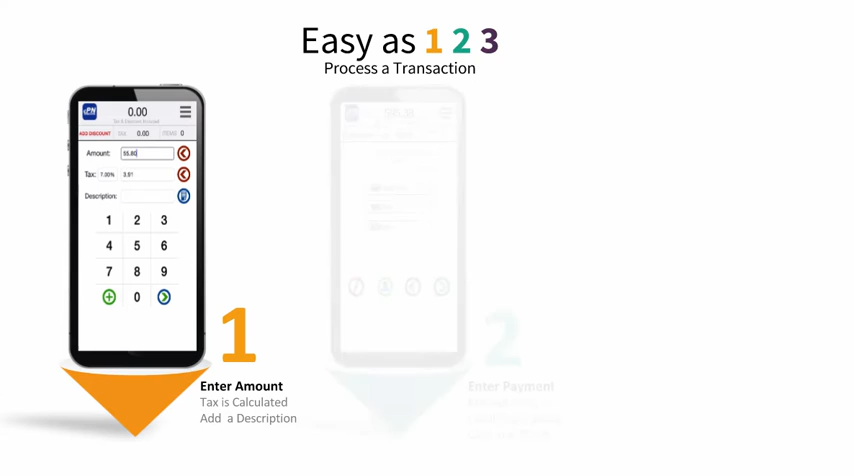 Easy as 1 2 3
Process a Transaction
PN
0.00
ADD DISCOUNT
0.00
ITEMS 0
Amount: 55.80
Tax: 7.00% 3.91
Description:
1 2 3
4 5 6
7 8 9
0
1
Enter Amount
Tax is Calculated
Add a Description
2
Enter Payment